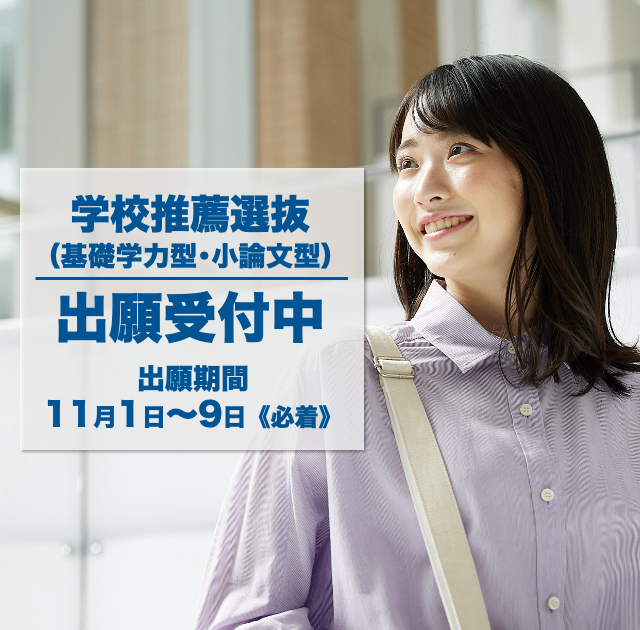 学校推薦選抜
（基礎学力型・小論文型）
出願受付中
出願期間
11月1日～9日《必着》